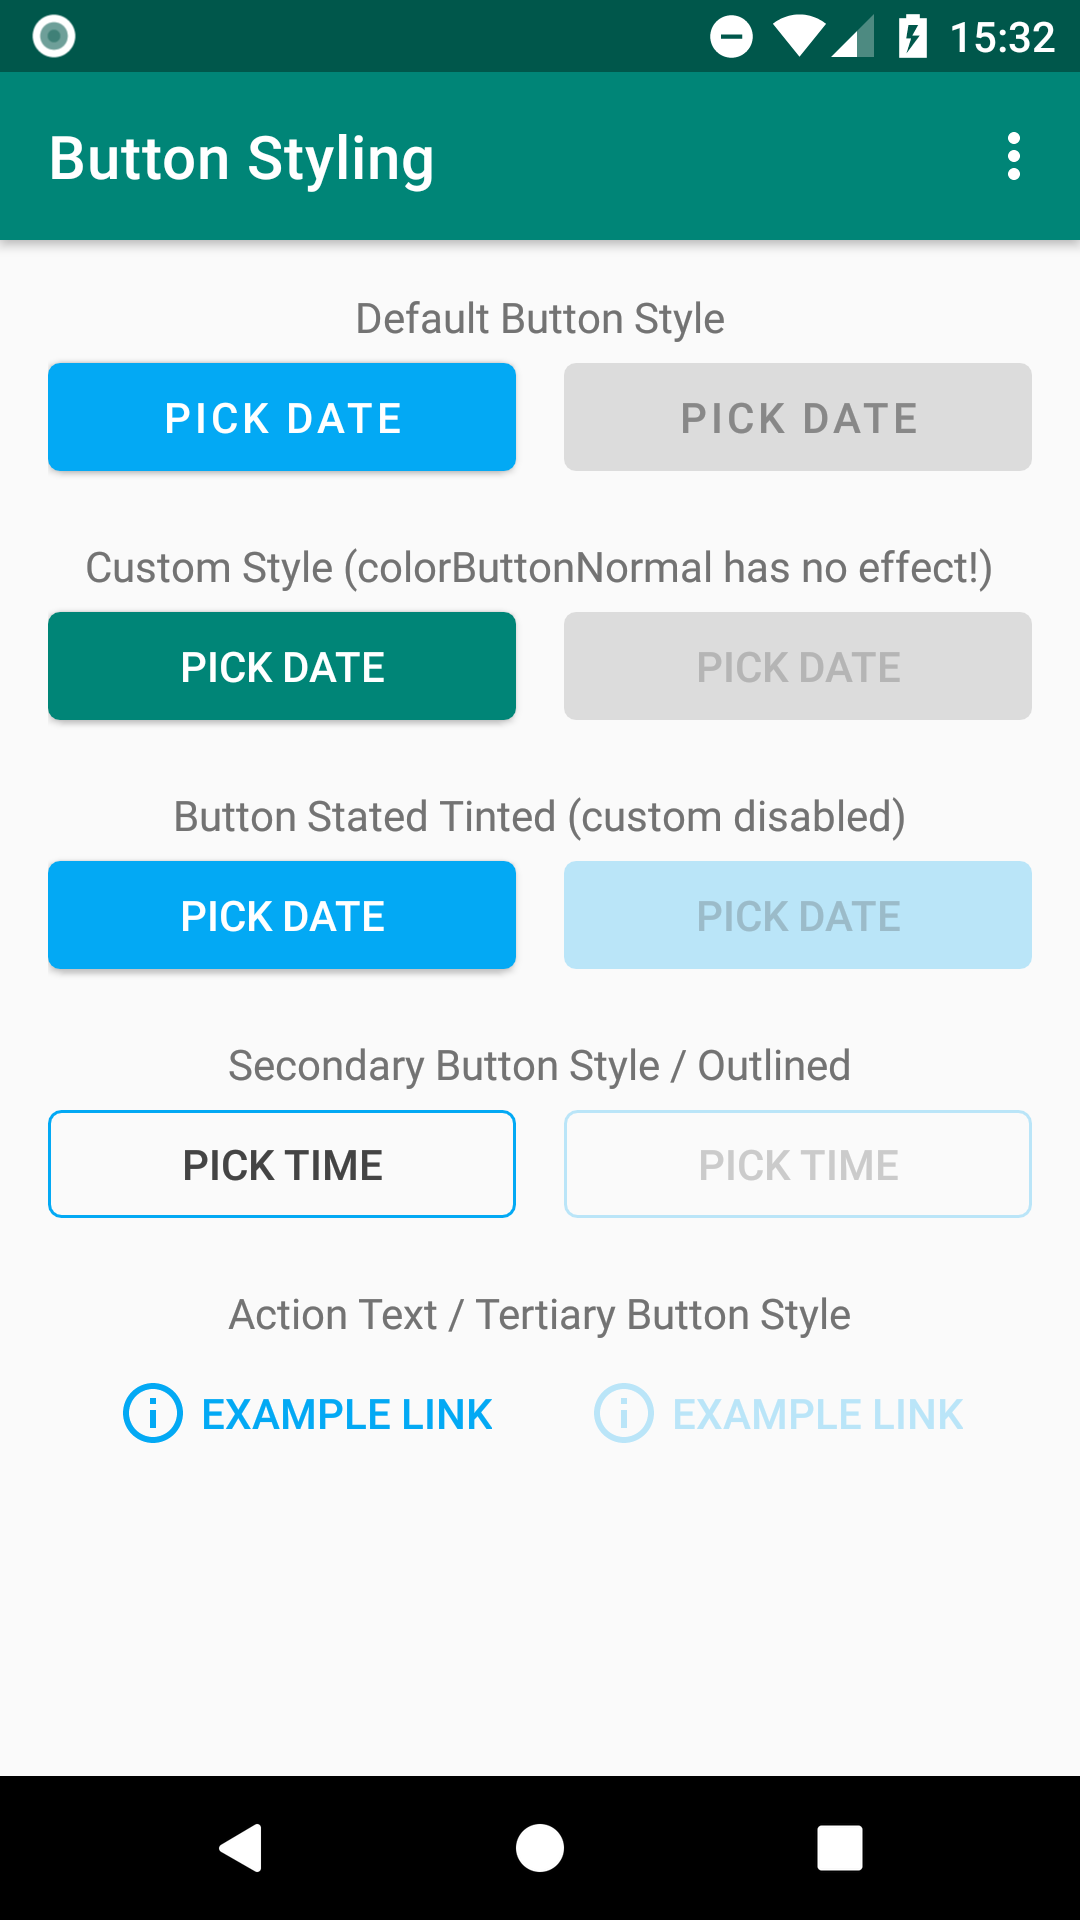 15:32
Button Styling
Default Button Style
PICK DATE PICK DATE
Custom Style (colorButtonNormal has no effect!)
PICK DATE PICK DATE
Button Stated Tinted (custom disabled)
PICK DATE PICK DATE
Secondary Button Style / Outlined
PICK TIME PICK TIME
Action Text / Tertiary Button Style
EXAMPLE LINK EXAMPLE LINK